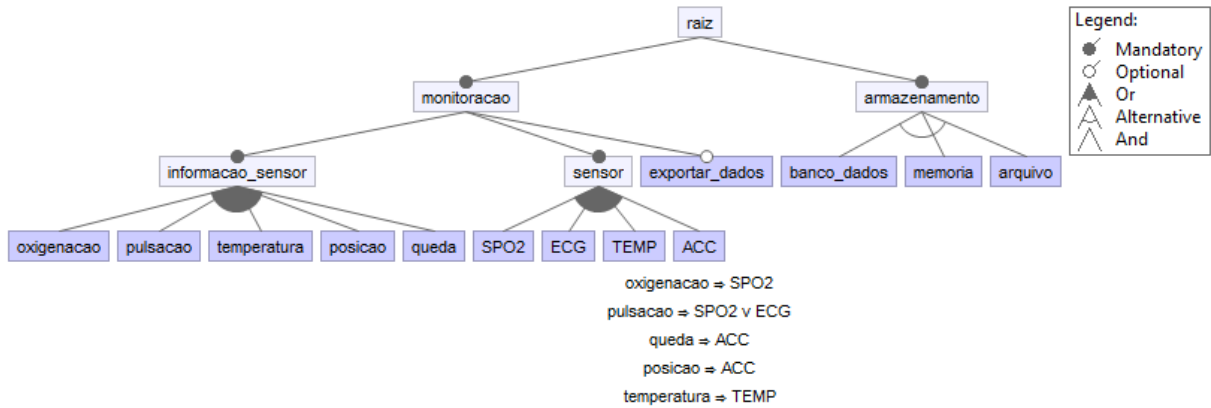 raiz
Legend:
Mandatory
Optional
Or
Alternative
And
monitoracao
armazenamento
informacao_sensor
sensor
exportar_dados
banco_dados
memoria
arquivo
oxigenacao
pulsacao
temperatura
posicao
queda
SPO2
ECG
TEMP
ACC
oxigenacao ⇒ SPO2
pulsacao ⇒ SPO2 v ECG
queda ⇒ ACC
posicao ⇒ ACC
temperatura ⇒ TEMP